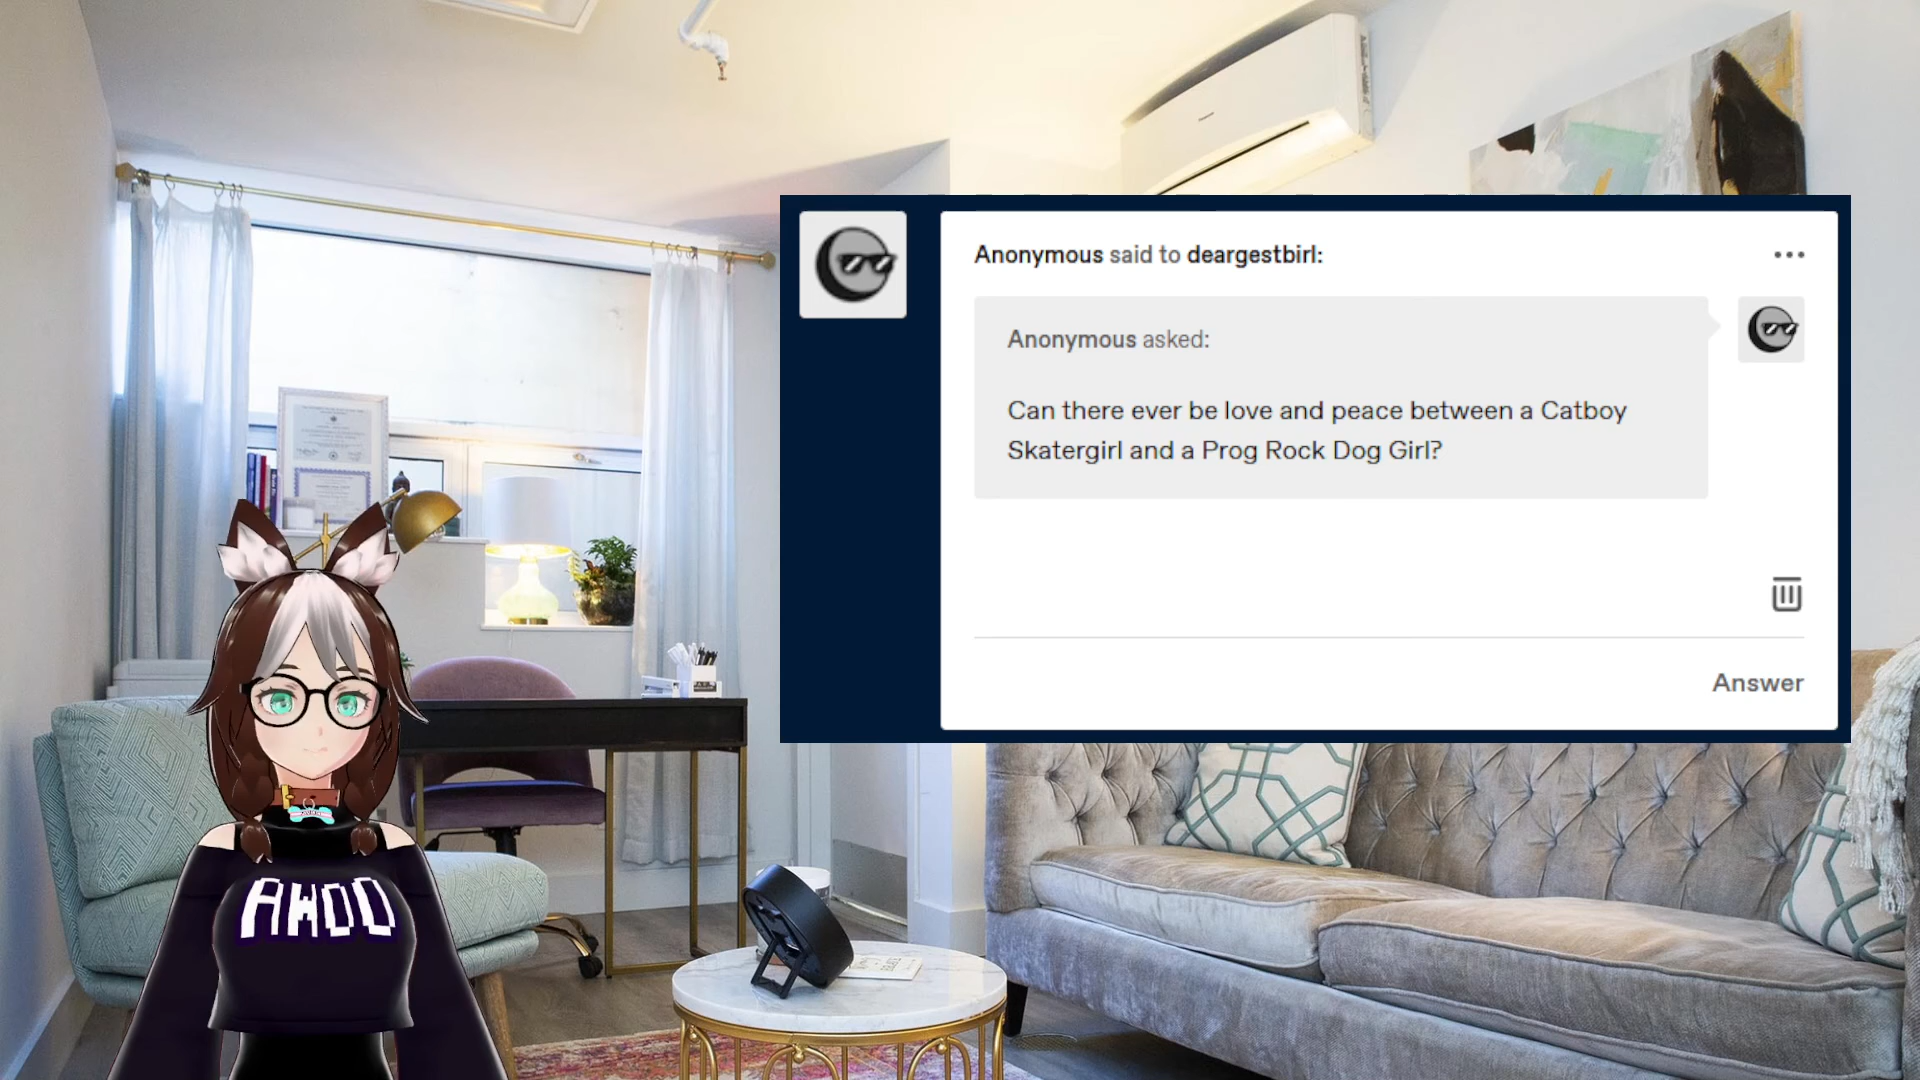 Anonymous said to deargestbirl:
Anonymous asked:
Can there ever be love and peace between a Catboy
Skatergirl and a Prog Rock Dog Girl?
Answer
AWOO